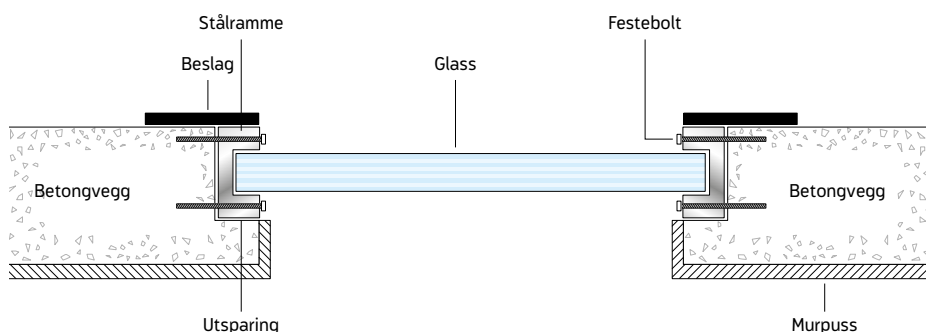 Stålramme
Festebolt
Beslag
Glass
Betongvegg
Betongvegg
Utsparing
Murpuss